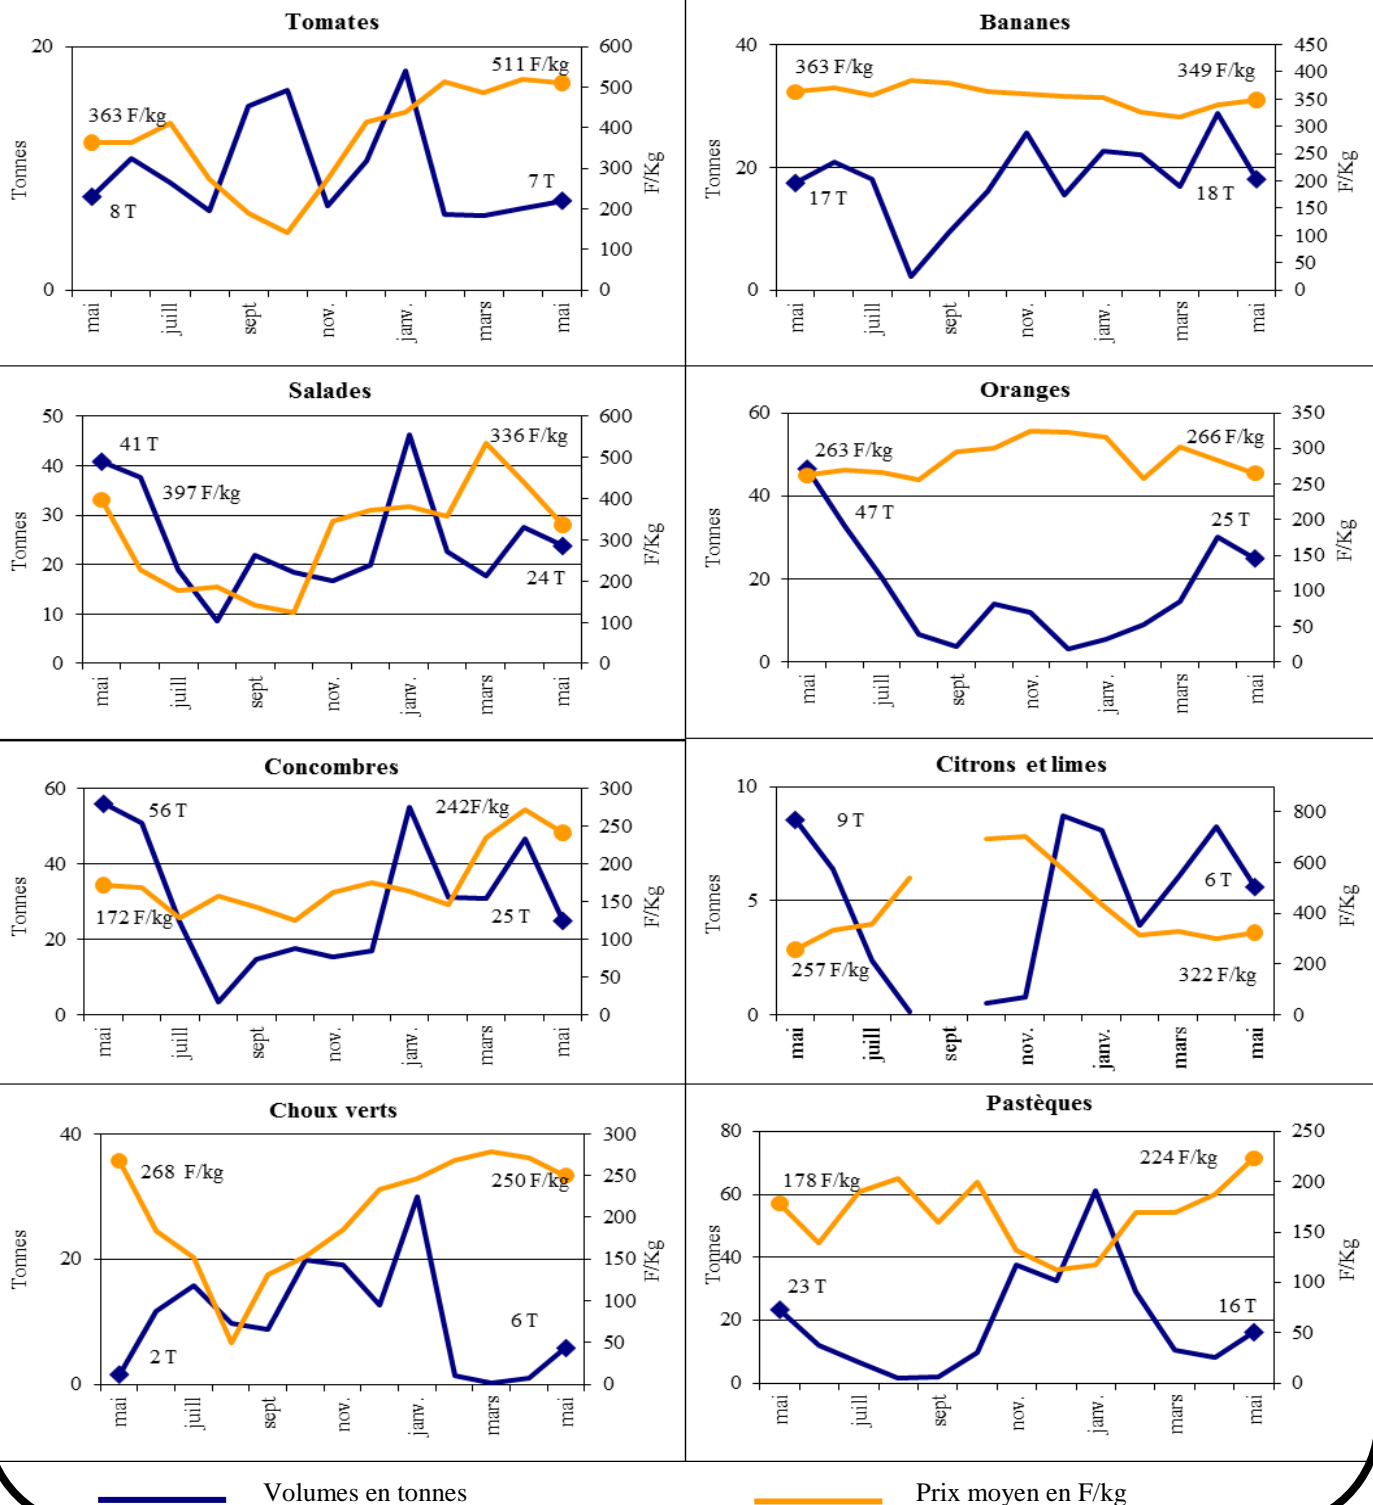 Tomates
20
0
Tonnes
600
500
400
300
200
100
0
F/Kg
363 F/kg
511 F/kg
8 T
7 T
mai
juill
sept
nov.
janv.
mars
mai
Bananes
40
20
0
Tonnes
450
400
350
300
250
200
150
100
50
0
F/Kg
363 F/kg
349 F/kg
17 T
18 T
mai
juill
sept
nov.
janv.
mars
mai
Salades
50
40
30
20
10
0
Tonnes
600
500
400
300
200
100
0
F/Kg
41 T
397 F/kg
336 F/kg
24 T
mai
juill
sept
nov.
janv.
mars
mai
Oranges
60
40
20
0
Tonnes
350
300
250
200
150
100
50
0
F/Kg
263 F/kg
266 F/kg
47 T
25 T
mai
juill
sept
nov.
janv.
mars
mai
Concombres
60
40
20
0
Tonnes
300
250
200
150
100
50
0
F/Kg
56 T
242F/kg
172 F/kg
25 T
mai
juill
sept
nov.
janv.
mars
mai
Citrons et limes
10
5
0
Tonnes
800
600
400
200
0
F/Kg
9 T
6 T
257 F/kg
322 F/kg
mai
juill
sept
nov.
janv.
mars
mai
Choux verts
40
20
0
Tonnes
300
250
200
150
100
50
0
F/Kg
268 F/kg
250 F/kg
2 T
6 T
mai
juill
sept
nov.
janv.
mars
mai
Pastèques
80
60
40
20
0
Tonnes
250
200
150
100
50
0
F/Kg
178 F/kg
224 F/kg
23 T
16 T
mai
juill
sept
nov.
janv.
mars
mai
Volumes en tonnes
Prix moyen en F/kg